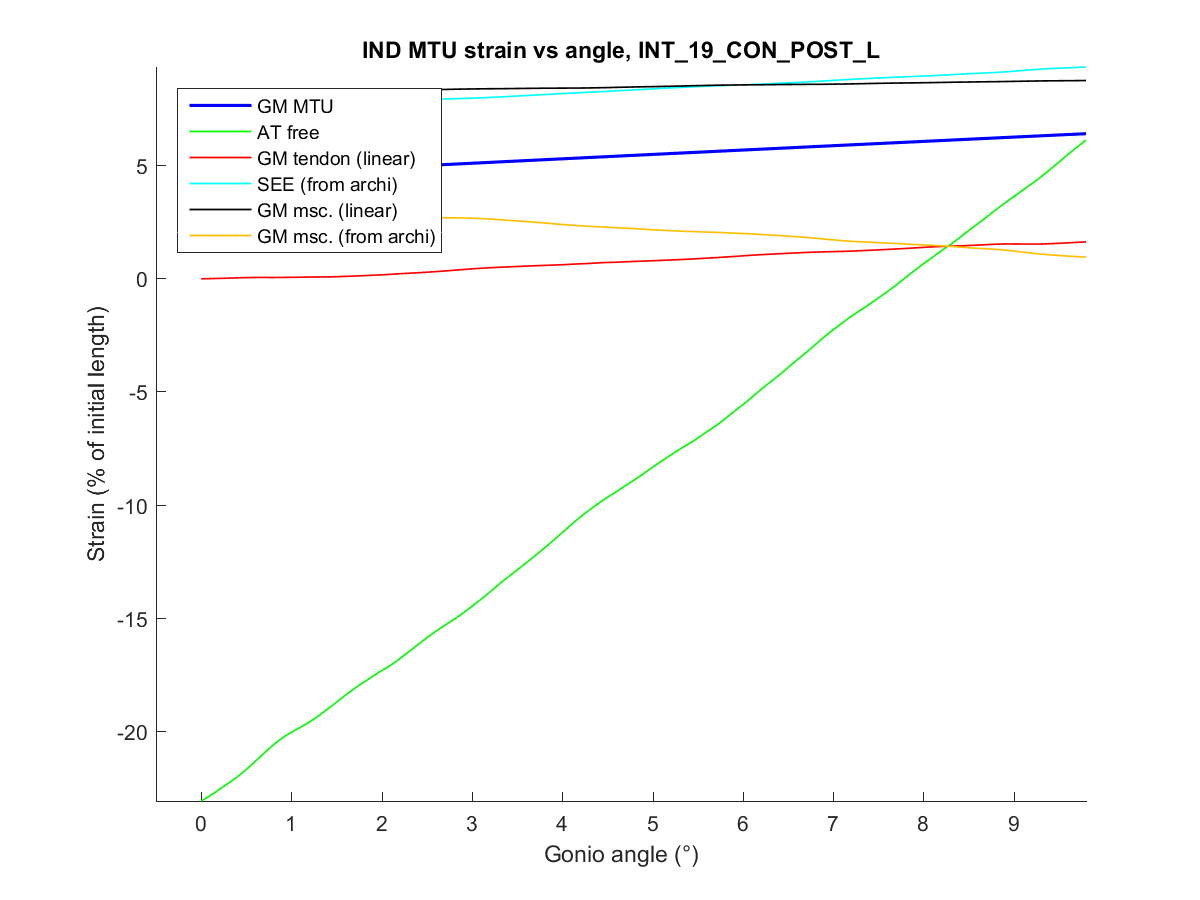 IND MTU strain vs angle, INT_19_CON_POST_L
GM MTU
AT free
GM tendon (linear)
SEE (from archi)
GM msc. (linear)
GM msc. (from archi)
5
0
-5
-10
-15
-20
Strain (% of initial length)
0 1 2 3 4 5 6 7 8 9
Gonio angle (°)